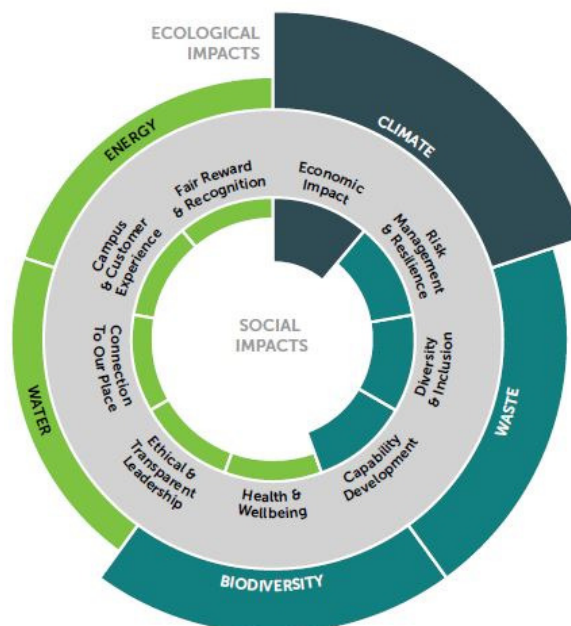 ECOLOGICAL
IMPACTS
CLIMATE
WASTE
BIODIVERSITY
WATER
ENERGY
Economic
Impact
Risk
Management
& Resilience
Diversity
& Inclusion
Capability
Development
Health &
Wellbeing
Ethical &
Transparent
Leadership
Connection
To Our Place
Campus
& Customer
Experience
Fair Reward
& Recognition
SOCIAL
IMPACTS